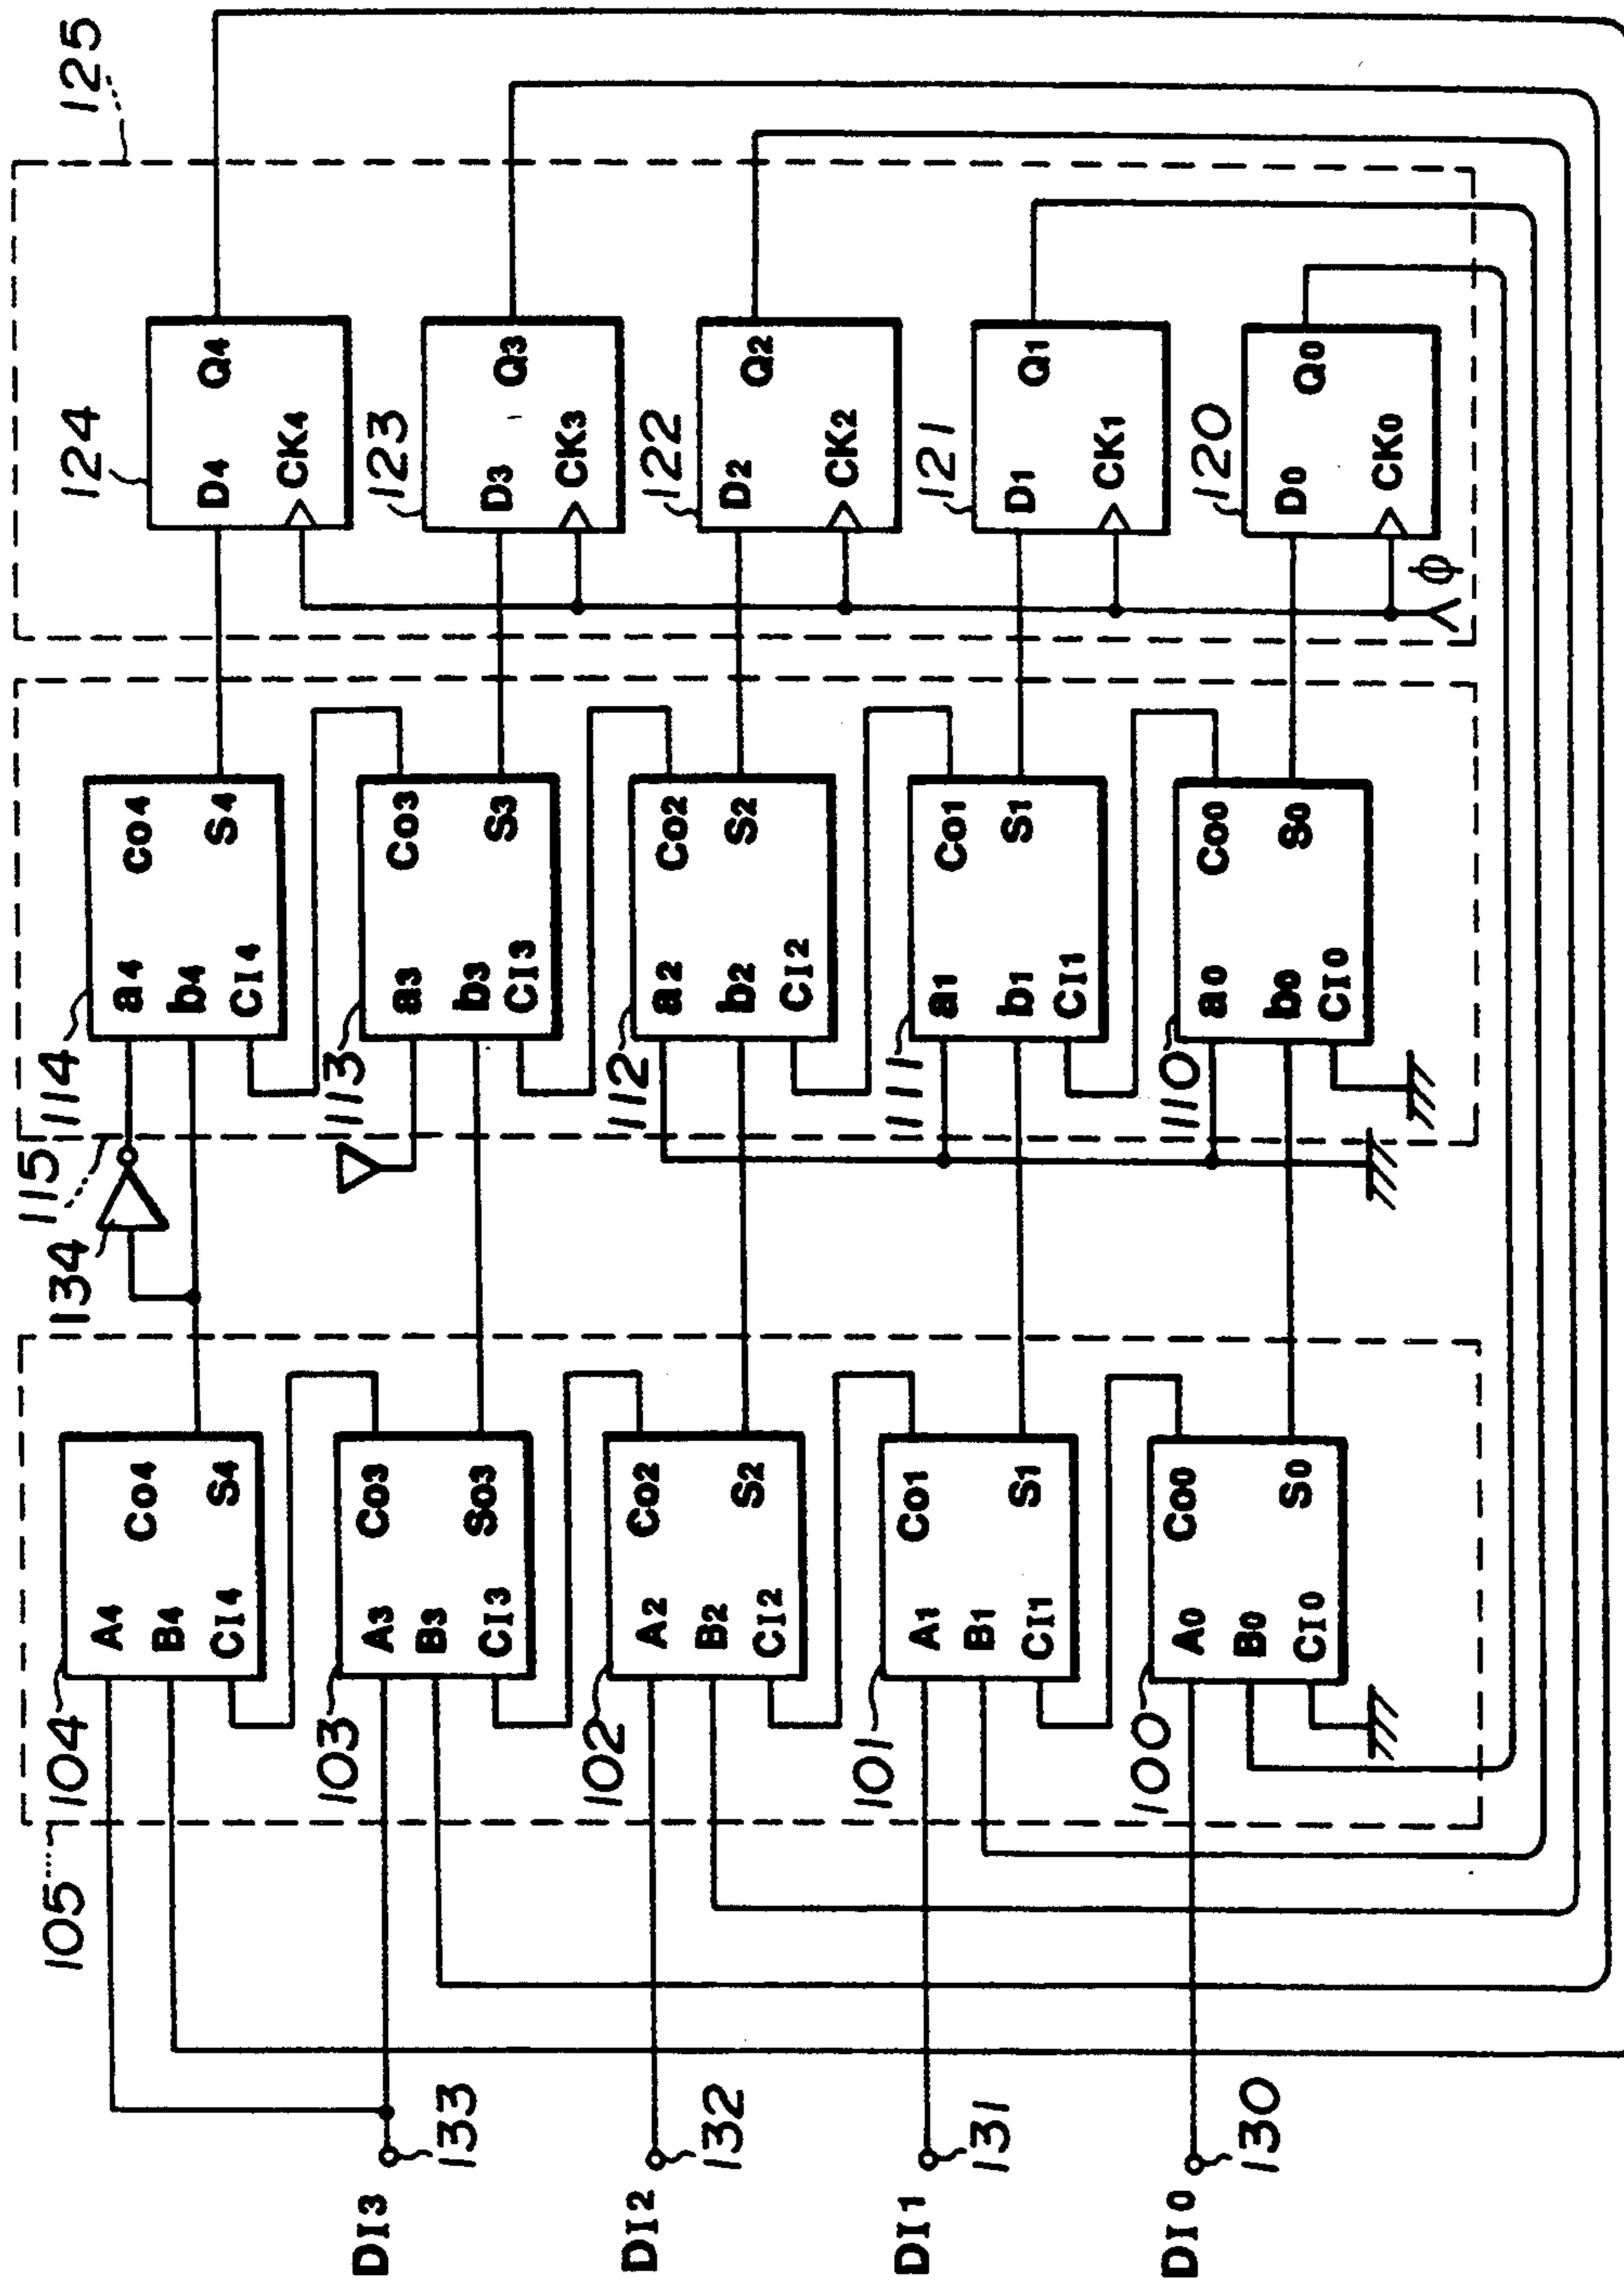 125
124
D4 Q4
CK4
123
D3 Q3
CK3
122
D2 Q2
CK2
121
D1 Q1
CK1
120
D0 Q0
CK0
φ
115
114
a4 CO4
b4 S4
CI4
113
a3 CO3
b3 S3
CI3
112
a2 CO2
b2 S2
CI2
111
a1 CO1
b1 S1
CI1
110
a0 CO0
b0 S0
CI0
134
105
104
A4 CO4
B4 S4
CI4
103
A3 CO3
B3 SO3
CI3
102
A2 CO2
B2 S2
CI2
101
A1 CO1
B1 S1
CI1
100
A0 CO0
B0 S0
CI0
DI3 133
DI2 132
DI1 131
DI0 130